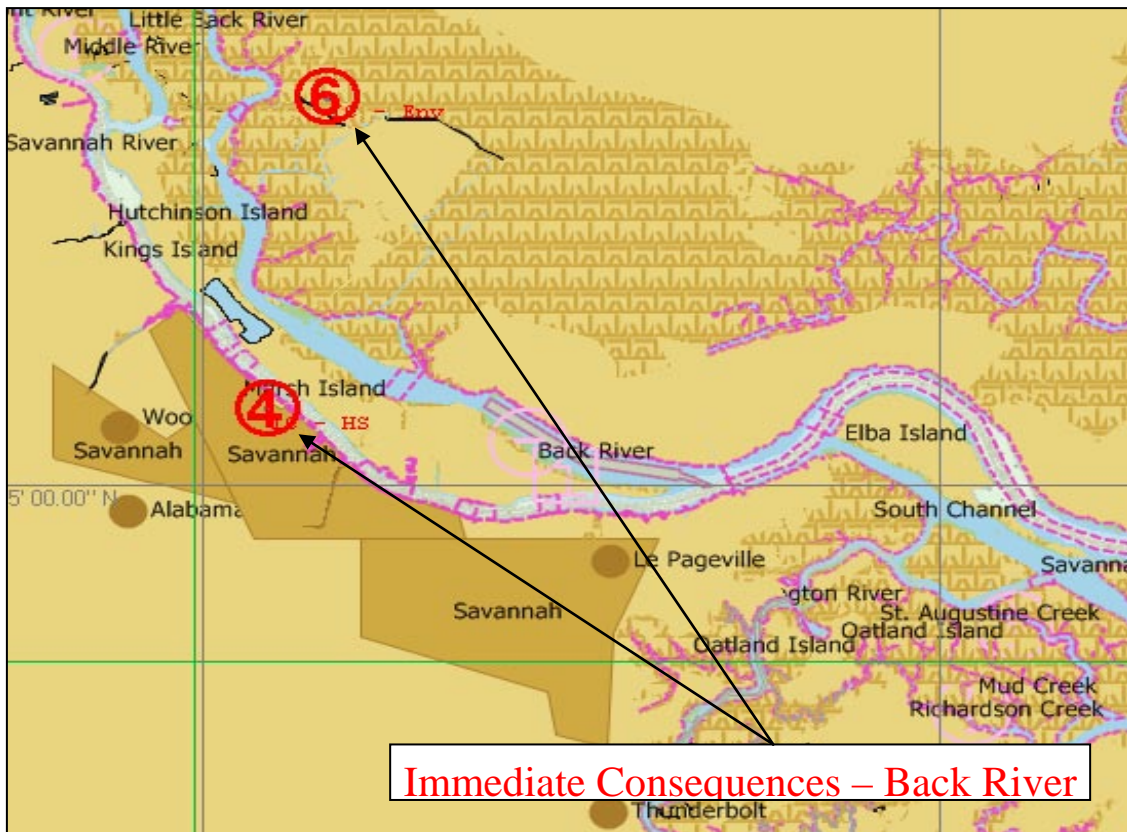 Little Back River
Middle River
6
- Env
Savannah River
Hutchinson Island
Kings Island
Marsh Island
4
- HS
Woo
Savannah
Savannah
Back River
Elba Island
5' 00.00" N
Alabama
South Channel
Le Pageville
Savanna
gton River
Savannah
St. Augustine Creek
Oatland Island
Oatland Island
Mud Creek
Richardson Creek
Immediate Consequences – Back River
Thunderbolt